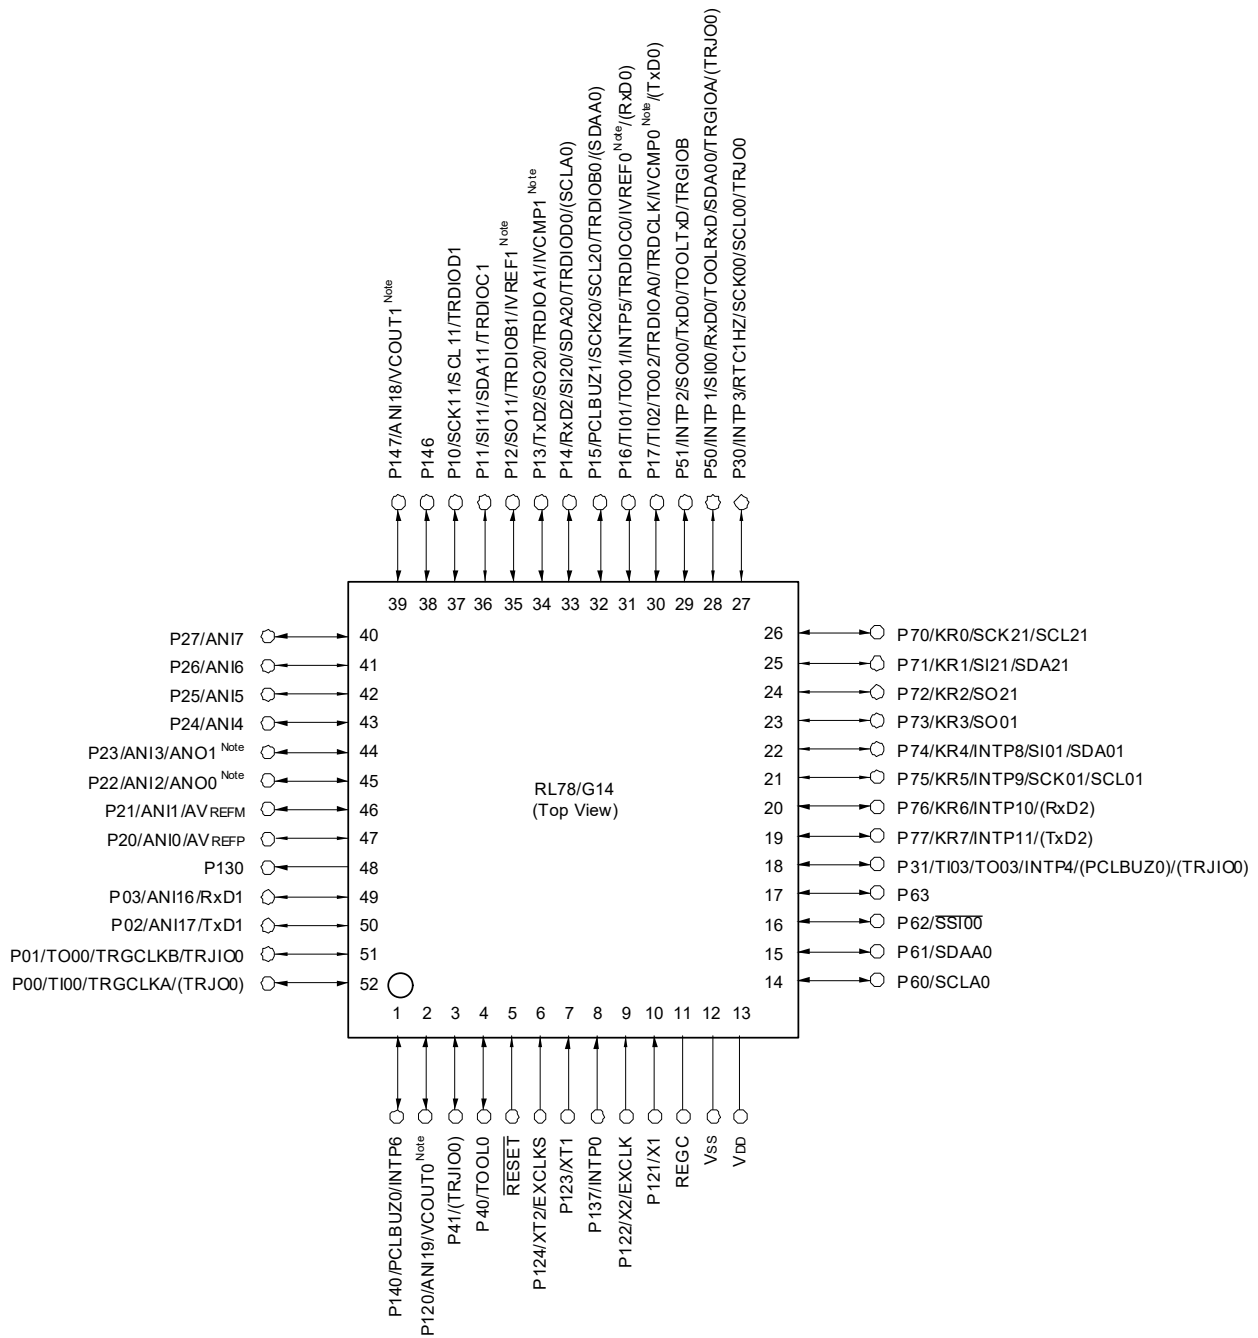 P147/ANI18/VCOUT1 Note
P146
P10/SCK11/SCL11/TRDIOD1
P11/SI11/SDA11/TRDIOC1
P12/SO11/TRDIOB1/IVREF1 Note
P13/TxD2/SO20/TRDIOA1/IVCMP1 Note
P14/RxD2/SI20/SDA20/TRDIOD0/(SCLA0)
P15/PCLBUZ1/SCK20/SCL20/TRDIOB0/(SDAA0)
P16/TI01/TO01/INTP5/TRDIOC0/IVREF0 Note/(RxD0)
P17/TI02/TO02/TRDIOA0/TRDCLK/IVCMP0 Note/(TxD0)
P51/INTP2/SO00/TxD0/TOOLTxD/TRGIOB
P50/INTP1/SI00/RxD0/TOOLRxD/SDA00/TRGIOA/(TRJO0)
P30/INTP3/RTC1HZ/SCK00/SCL00/TRJO0
39 38 37 36 35 34 33 32 31 30 29 28 27
P27/ANI7 40
P26/ANI6 41
P25/ANI5 42
P24/ANI4 43
P23/ANI3/ANO1 Note 44
P22/ANI2/ANO0 Note 45
P21/ANI1/AVREFM 46
P20/ANI0/AVREFP 47
P130 48
P03/ANI16/RxD1 49
P02/ANI17/TxD1 50
P01/TO00/TRGCLKB/TRJIO0 51
P00/TI00/TRGCLKA/(TRJO0) 52
RL78/G14
(Top View)
26 P70/KR0/SCK21/SCL21
25 P71/KR1/SI21/SDA21
24 P72/KR2/SO21
23 P73/KR3/SO01
22 P74/KR4/INTP8/SI01/SDA01
21 P75/KR5/INTP9/SCK01/SCL01
20 P76/KR6/INTP10/(RxD2)
19 P77/KR7/INTP11/(TxD2)
18 P31/TI03/TO03/INTP4/(PCLBUZ0)/(TRJIO0)
17 P63
16 P62/SSI00
15 P61/SDAA0
14 P60/SCLA0
1 2 3 4 5 6 7 8 9 10 11 12 13
P140/PCLBUZ0/INTP6
P120/ANI19/VCOUT0 Note
P41/(TRJIO0)
P40/TOOL0
RESET
P124/XT2/EXCLKS
P123/XT1
P137/INTP0
P122/X2/EXCLK
P121/X1
REGC
VSS
VDD